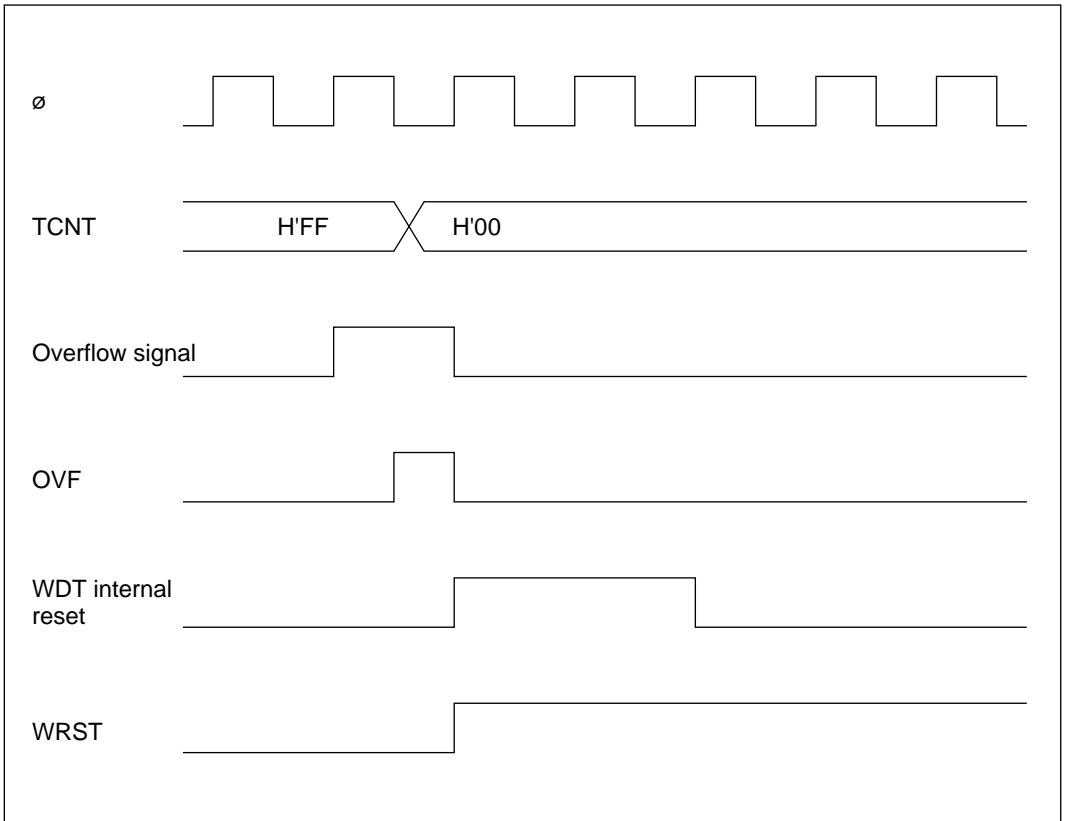 ø
TCNT
H'FF
H'00
Overflow signal
OVF
WDT internal
reset
WRST